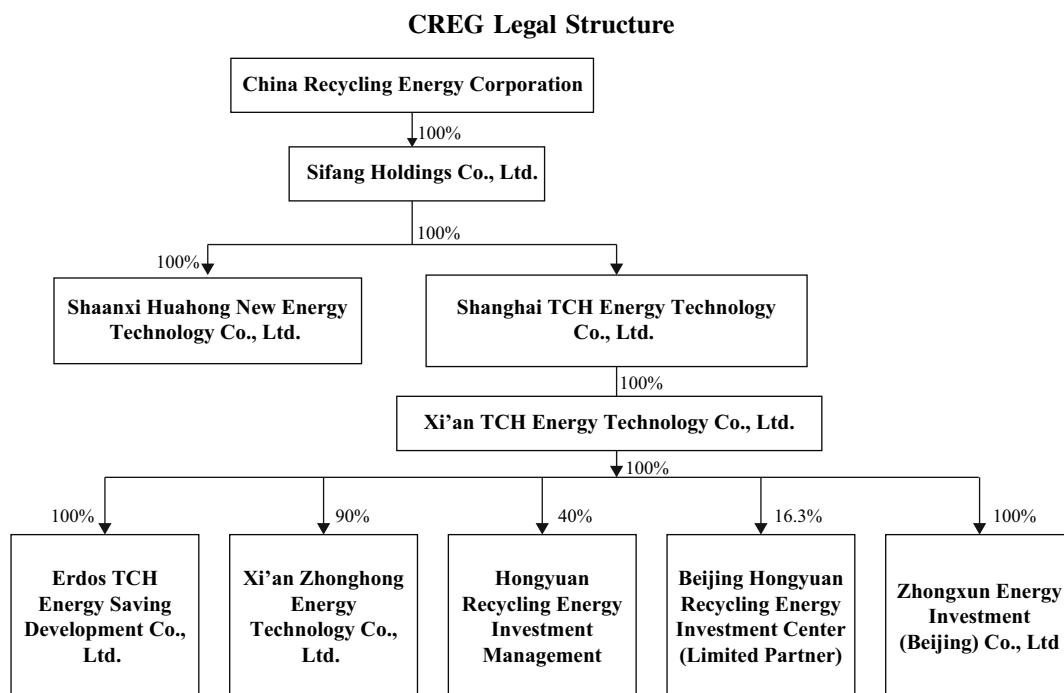 CREG Legal Structure
China Recycling Energy Corporation
100%
Sifang Holdings Co., Ltd.
100%
100%
Shaanxi Huahong New Energy
Technology Co., Ltd.
Shanghai TCH Energy Technology
Co., Ltd.
100%
Xi’an TCH Energy Technology Co., Ltd.
100%
100%
90%
40%
16.3%
100%
Erdos TCH
Energy Saving
Development Co.,
Ltd.
Xi’an Zhonghong
Energy
Technology Co.,
Ltd.
Hongyuan
Recycling Energy
Investment
Management
Beijing Hongyuan
Recycling Energy
Investment Center
(Limited Partner)
Zhongxun Energy
Investment
(Beijing) Co., Ltd